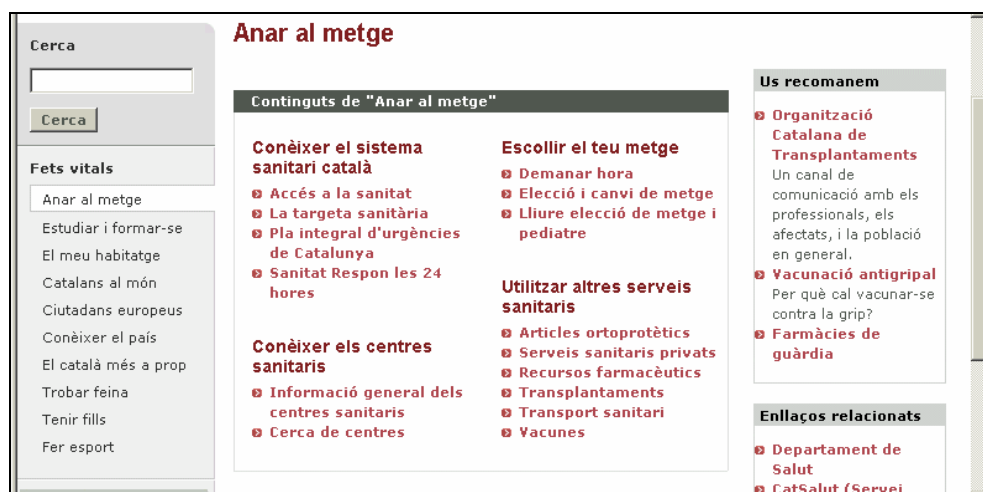 Cerca
Cerca
Fets vitals
Anar al metge
Estudiar i formar-se
El meu habitatge
Catalans al món
Ciutadans europeus
Conèixer el país
El català més a prop
Trobar feina
Tenir fills
Fer esport
Anar al metge
Continguts de "Anar al metge"
Conèixer el sistema
sanitari català
Accés a la sanitat
La targeta sanitària
Pla integral d'urgències
de Catalunya
Sanitat Respon les 24
hores
Conèixer els centres
sanitaris
Informació general dels
centres sanitaris
Cerca de centres
Escollir el teu metge
Demanar hora
Elecció i canvi de metge
Lliure elecció de metge i
pediatre
Utilitzar altres serveis
sanitaris
Articles ortoprotètics
Serveis sanitaris privats
Recursos farmacèutics
Transplantaments
Transport sanitari
Vacunes
Us recomanem
Organització
Catalana de
Transplantaments
Un canal de
comunicació amb els
professionals, els
afectats, i la població
en general.
Vacunació antigripal
Per què cal vacunar-se
contra la grip?
Farmàcies de
guàrdia
Enllaços relacionats
Departament de
Salut
CatSalut (Servei